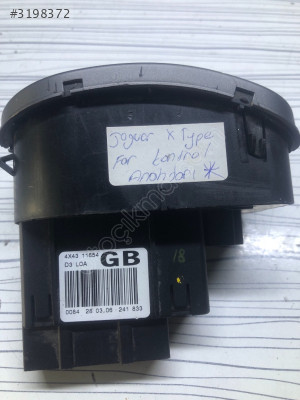 #3198372
Jaguar X Type
Far Kontrol
Anahtarı *
4X43 11654
GB
D3 LOA
0084 28 03.06 241 833
18